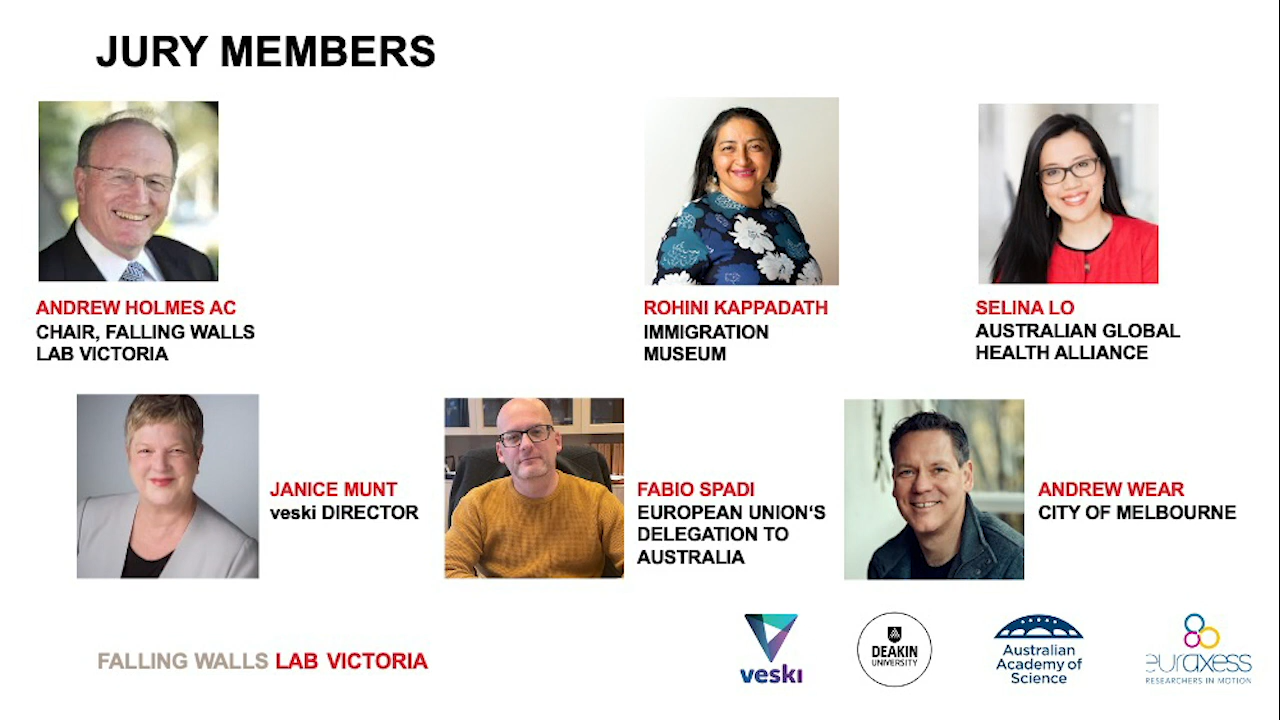 JURY MEMBERS
ANDREW HOLMES AC
CHAIR, FALLING WALLS
LAB VICTORIA
ROHINI KAPPADATH
IMMIGRATION
MUSEUM
SELINA LO
AUSTRALIAN GLOBAL
HEALTH ALLIANCE
JANICE MUNT
veski DIRECTOR
FABIO SPADI
EUROPEAN UNION‘S
DELEGATION TO
AUSTRALIA
ANDREW WEAR
CITY OF MELBOURNE
FALLING WALLS LAB VICTORIA
veski
DEAKIN
UNIVERSITY
Australian
Academy of
Science
euraxess
RESEARCHERS IN MOTION